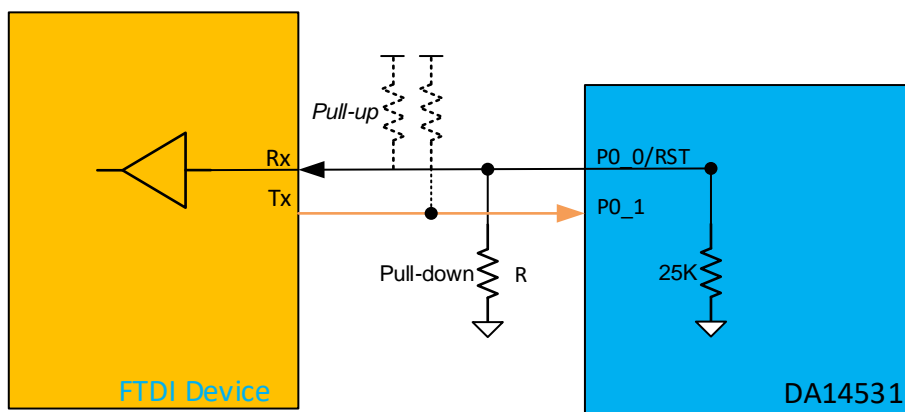 Pull-up
Rx
P0_0/RST
Tx
P0_1
Pull-down
R
25K
FTDI Device
DA14531